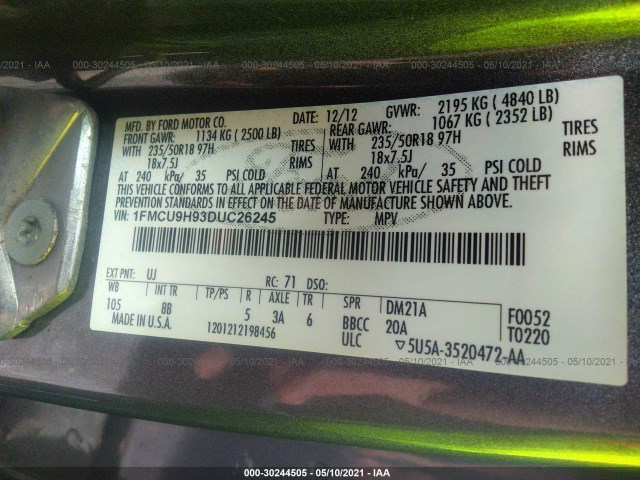 000-30244505 - 05/10/2021 - IAA
MFD. BY FORD MOTOR CO. DATE: 12/12 GVWR: 2195 KG ( 4840 LB)
FRONT GAWR: 1134 KG ( 2500 LB) REAR GAWR: 1067 KG ( 2352 LB)
WITH 235/50R18 97H TIRES WITH 235/50R18 97H TIRES
18x7.5J RIMS 18x7.5J RIMS
AT 240 kPa/ 35 PSI COLD AT 240 kPa/ 35 PSI COLD
THIS VEHICLE CONFORMS TO ALL APPLICABLE FEDERAL MOTOR VEHICLE SAFETY AND THEFT
PREVENTION STANDARDS IN EFFECT ON THE DATE OF MANUFACTURE SHOWN ABOVE.
VIN: 1FMCU9H93DUC26245 TYPE: MPV
EXT PNT: UJ RC: 71 DSO:
WB INT TR TP/PS R AXLE TR SPR DM21A F0052
105 8B 5 3A 6 BBCC 20A T0220
MADE IN U.S.A. 1201212198456 ULC ▽5U5A-3520472-AA
000-30244505 - 05/10/2021 - IAA